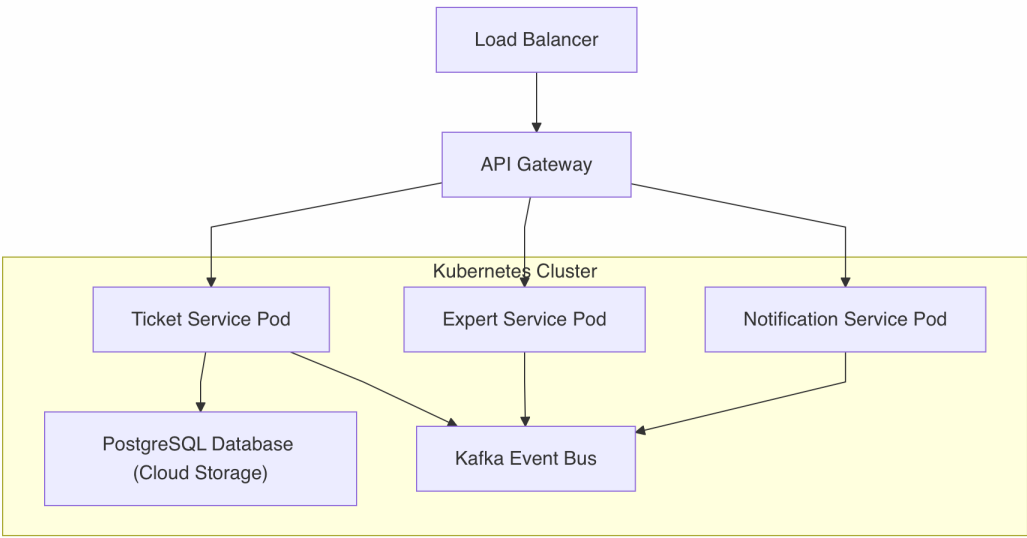 Load Balancer
API Gateway
Kubernetes Cluster
Ticket Service Pod
Expert Service Pod
Notification Service Pod
PostgreSQL Database
(Cloud Storage)
Kafka Event Bus